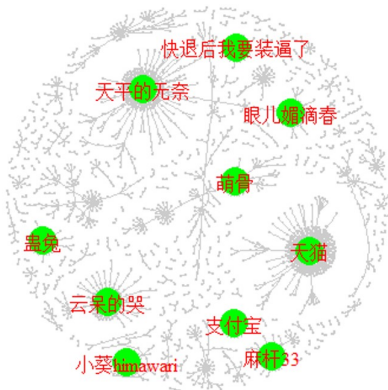 快退后我要装逼了
天平的无奈
眼儿媚滴春
萌骨
蛊兔
天猫
云呆的哭
支付宝
小葵himawari
麻杆33